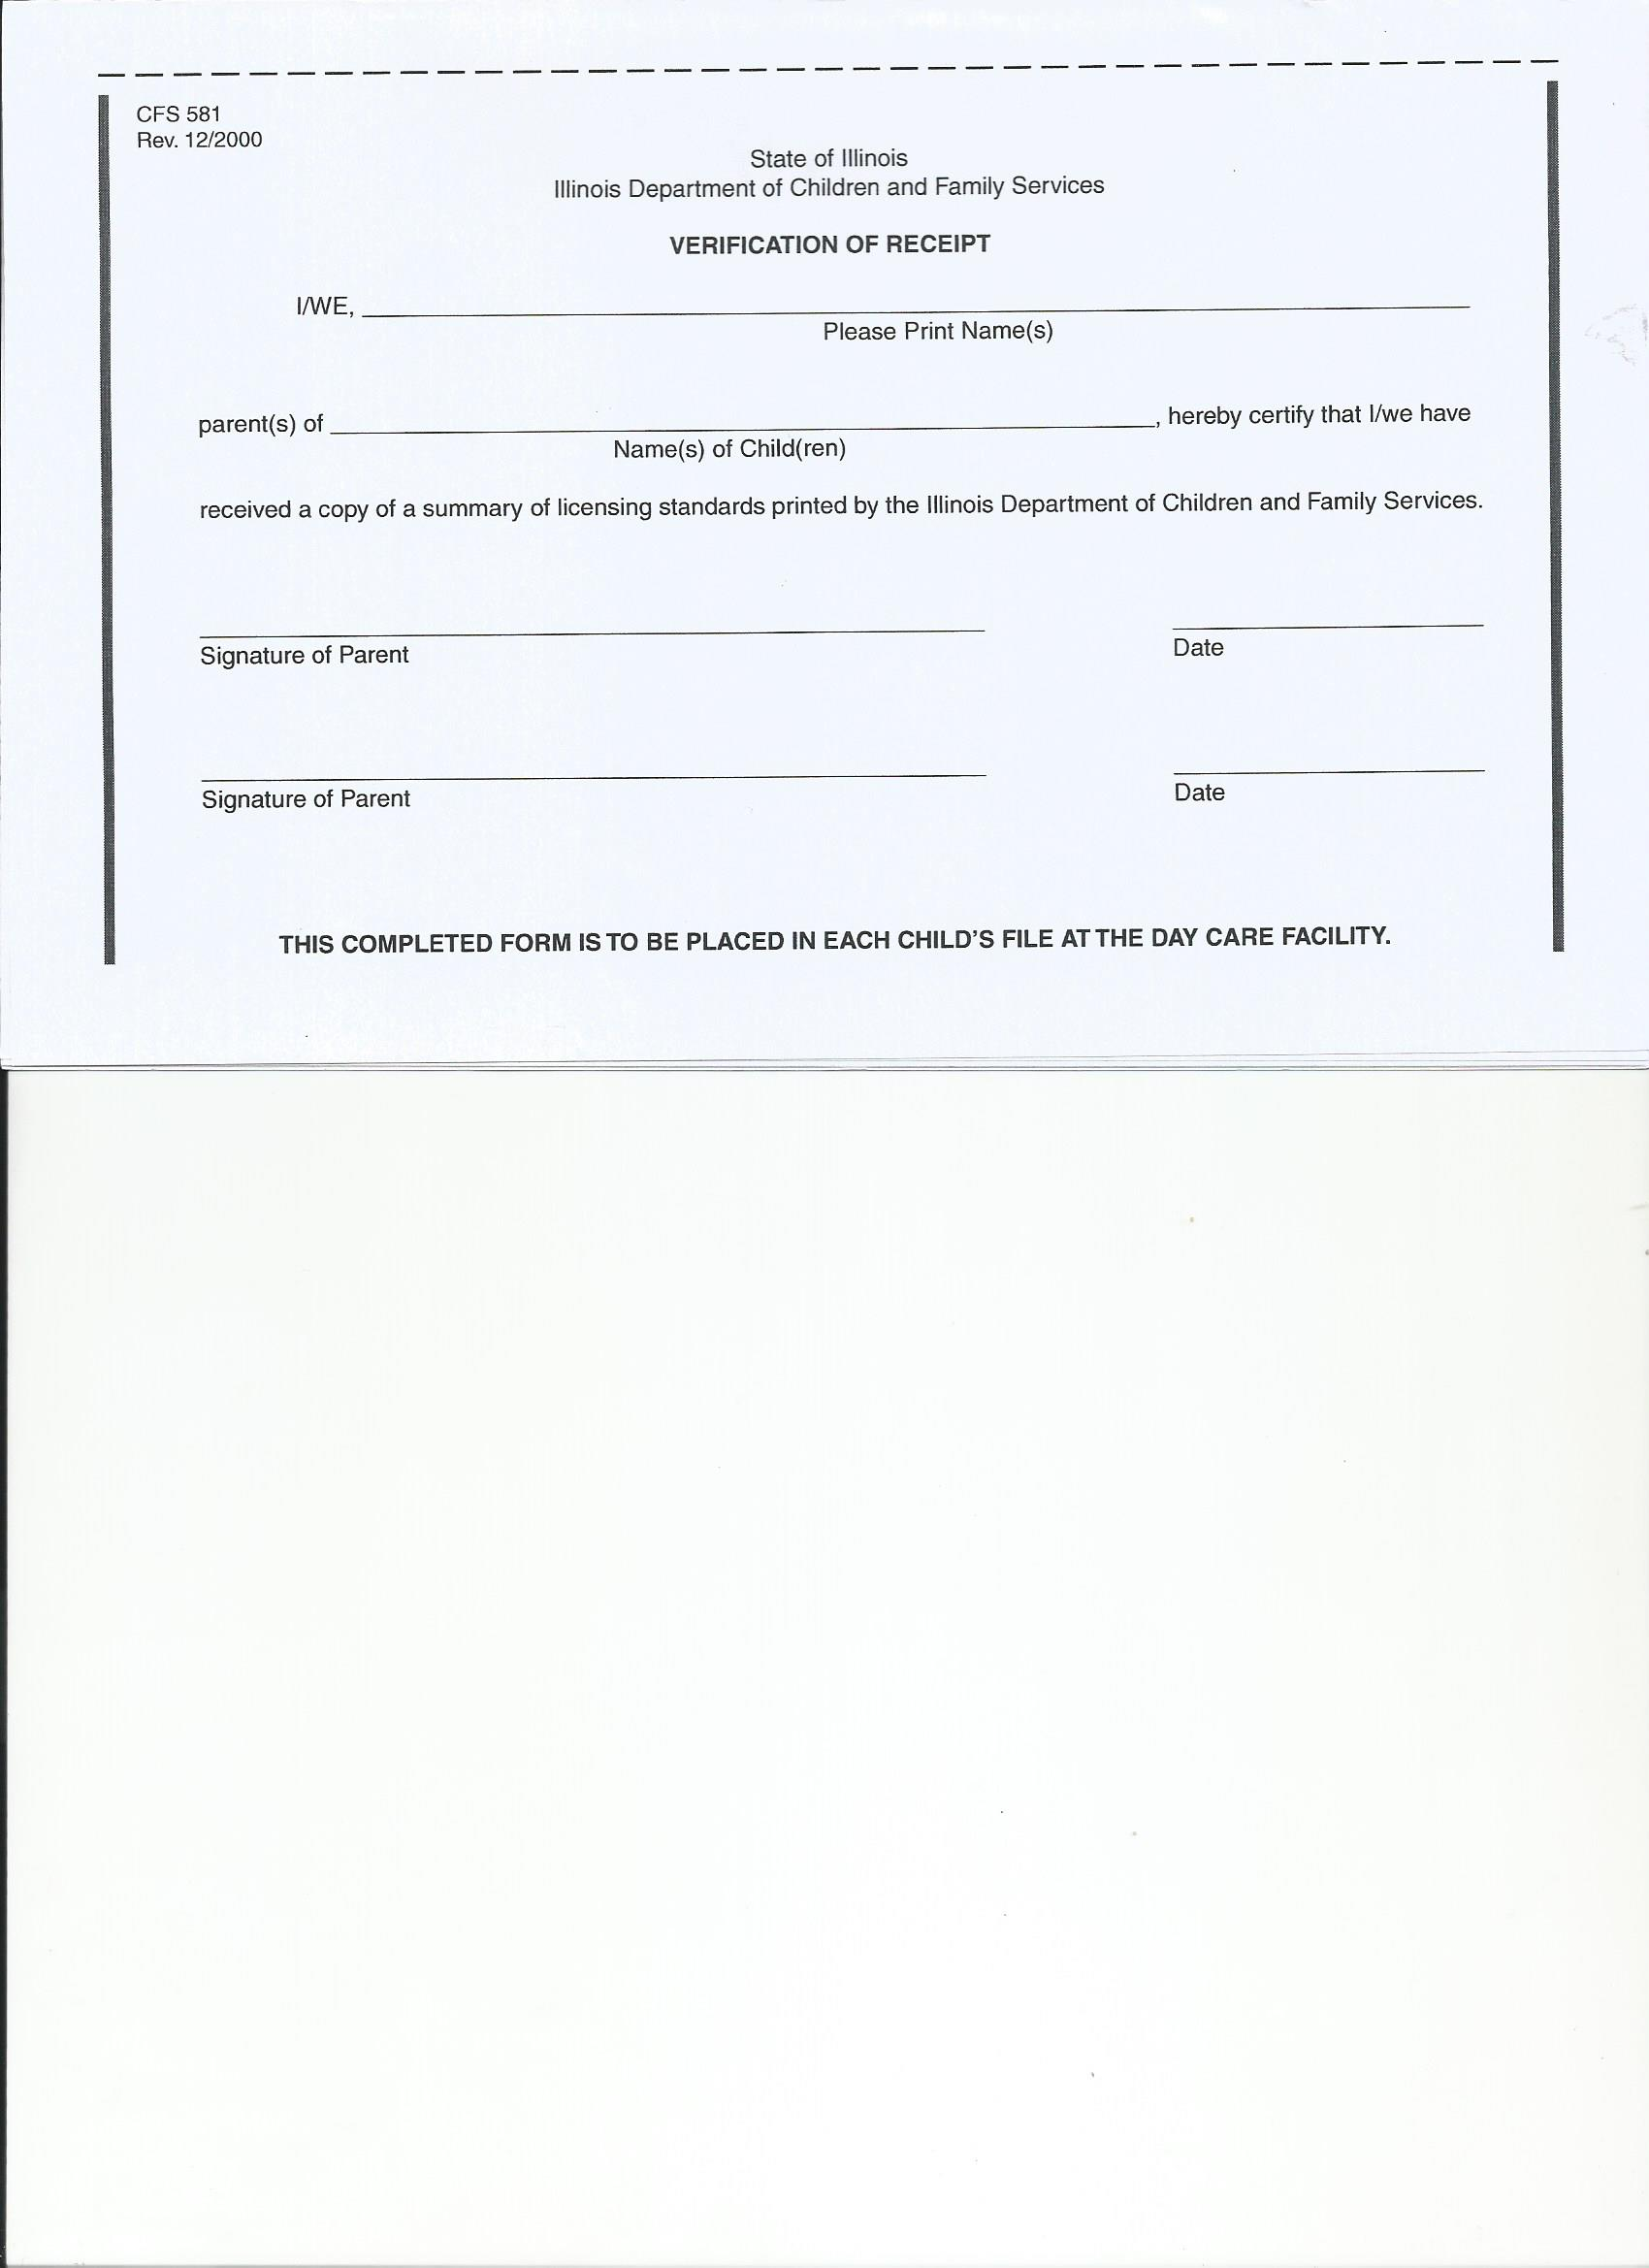 CFS 581
Rev. 12/2000
State of Illinois
Illinois Department of Children and Family Services
VERIFICATION OF RECEIPT
I/WE,
Please Print Name(s)
parent(s) of , hereby certify that I/we have
Name(s) of Child(ren)
received a copy of a summary of licensing standards printed by the Illinois Department of Children and Family Services.
Signature of Parent Date
Signature of Parent Date
THIS COMPLETED FORM IS TO BE PLACED IN EACH CHILD'S FILE AT THE DAY CARE FACILITY.